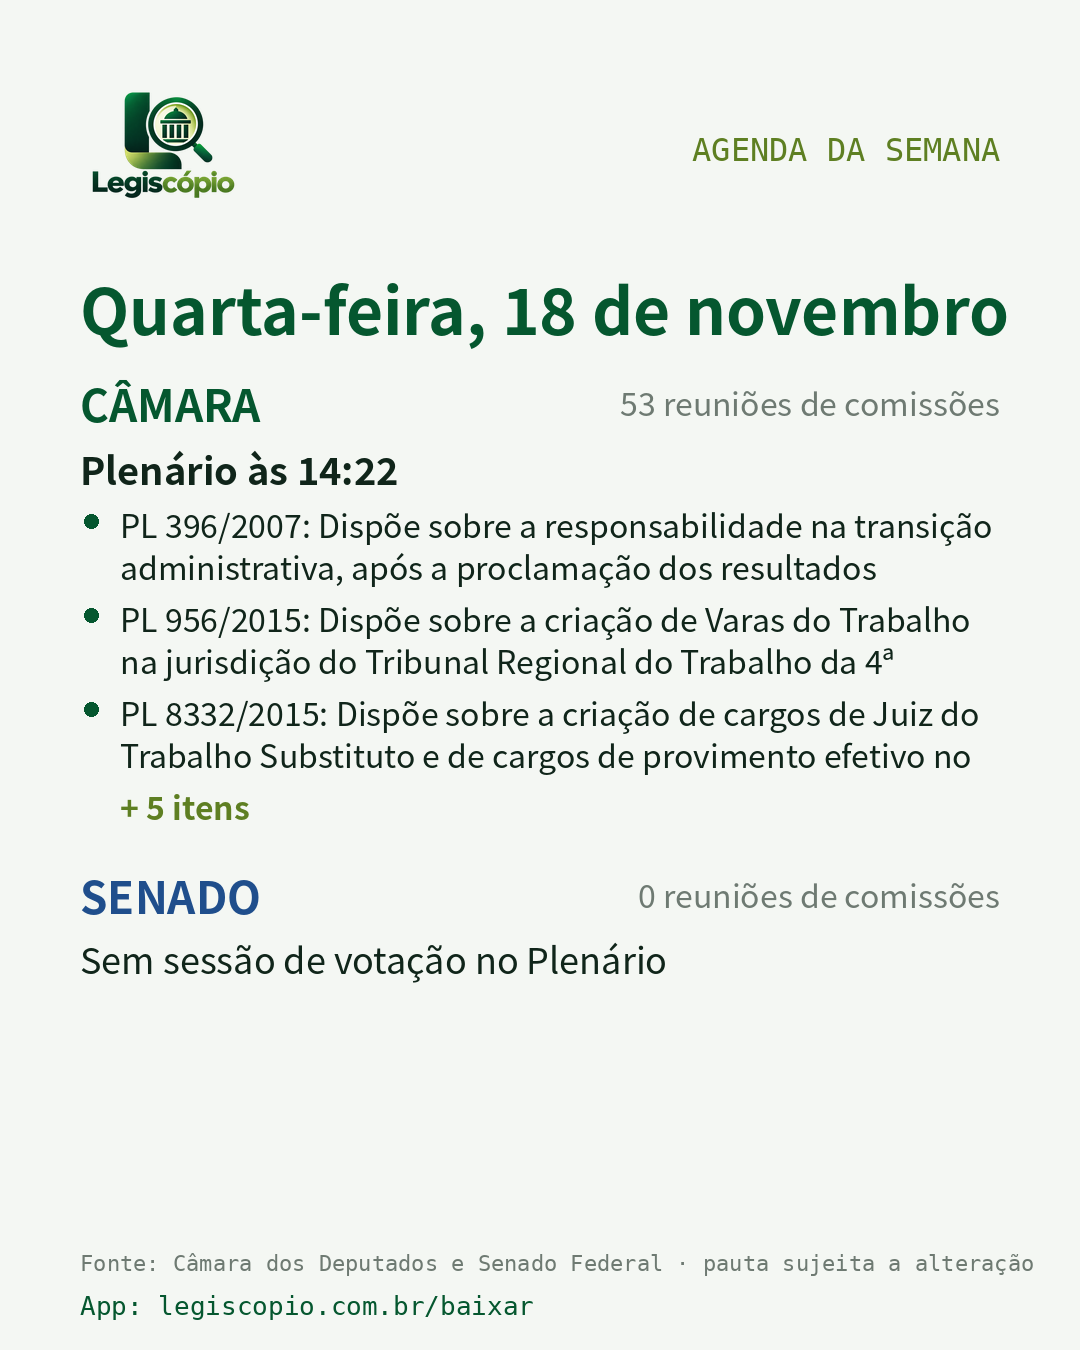 Legiscópio
AGENDA DA SEMANA
Quarta-feira, 18 de novembro
CÂMARA
53 reuniões de comissões
Plenário às 14:22
PL 396/2007: Dispõe sobre a responsabilidade na transição
administrativa, após a proclamação dos resultados
PL 956/2015: Dispõe sobre a criação de Varas do Trabalho
na jurisdição do Tribunal Regional do Trabalho da 4ª
PL 8332/2015: Dispõe sobre a criação de cargos de Juiz do
Trabalho Substituto e de cargos de provimento efetivo no
+ 5 itens
SENADO
0 reuniões de comissões
Sem sessão de votação no Plenário
Fonte: Câmara dos Deputados e Senado Federal · pauta sujeita a alteração
App: legiscopio.com.br/baixar